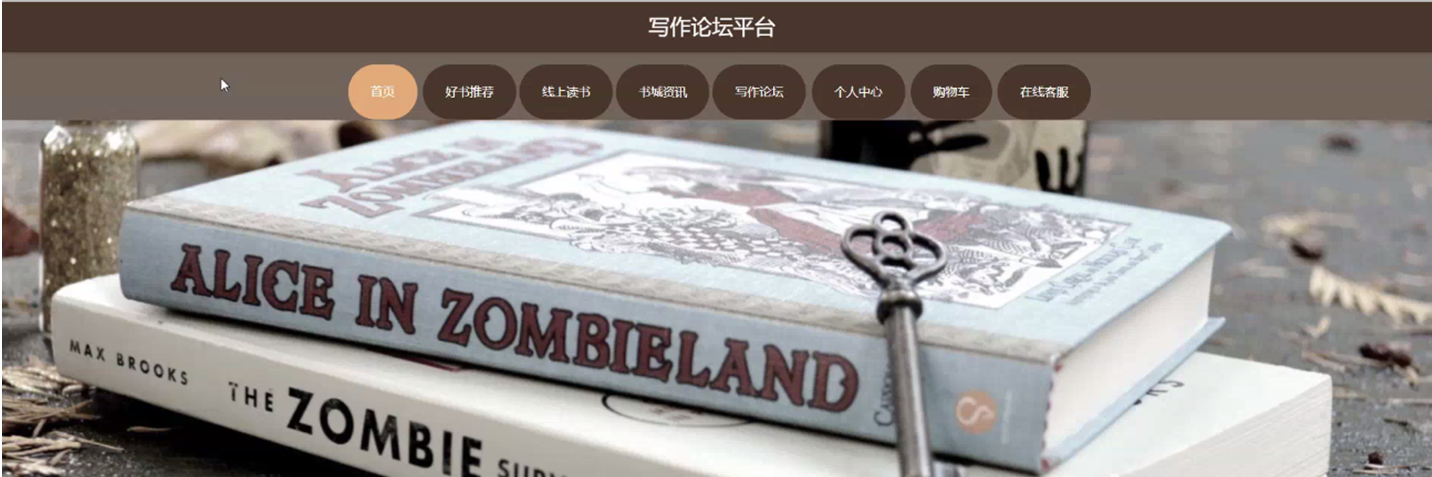 写作论坛平台
首页
好书推荐
线上读书
书城资讯
写作论坛
个人中心
购物车
在线客服
ALICE IN
ZOMBIELAND
ALICE IN ZOMBIELAND
MAX BROOKS
THE ZOMBIE